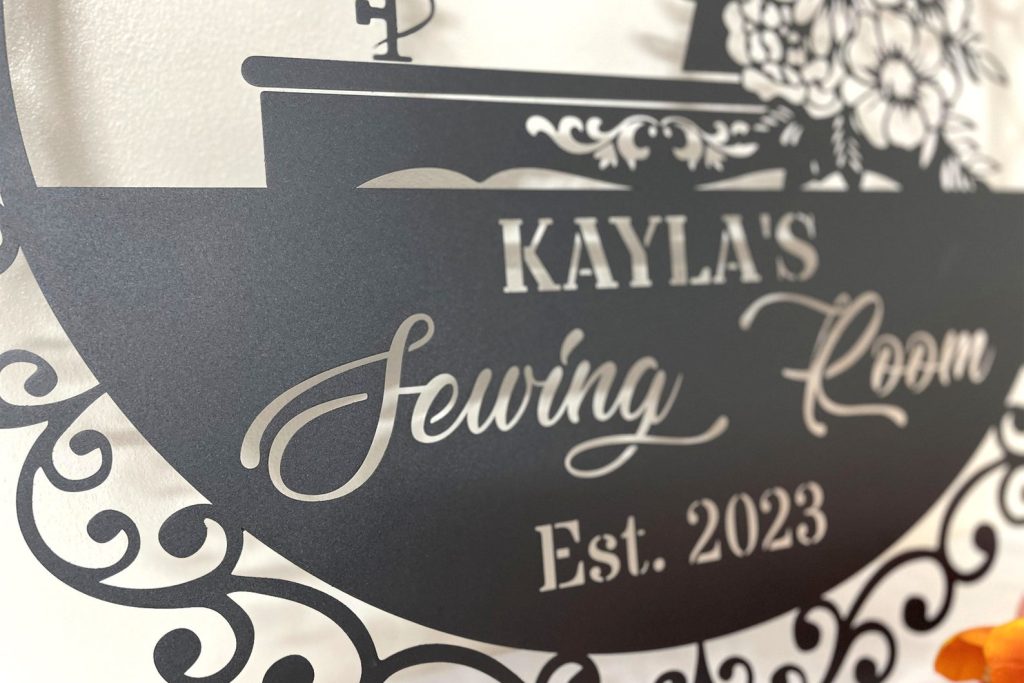 KAYLA'S
Sewing Room
Est. 2023